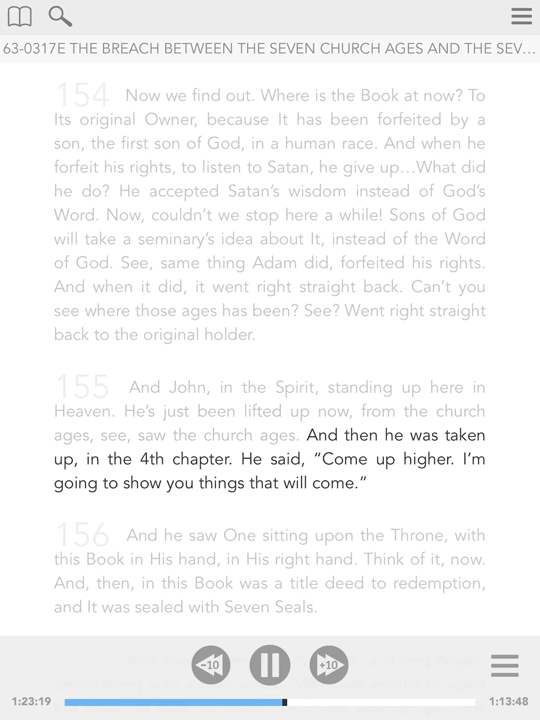 63-0317E THE BREACH BETWEEN THE SEVEN CHURCH AGES AND THE SEV…
154 Now we find out. Where is the Book at now? To
Its original Owner, because It has been forfeited by a
son, the first son of God, in a human race. And when he
forfeit his rights, to listen to Satan, he give up…What did
he do? He accepted Satan’s wisdom instead of God’s
Word. Now, couldn’t we stop here a while! Sons of God
will take a seminary’s idea about It, instead of the Word
of God. See, same thing Adam did, forfeited his rights.
And when it did, it went right straight back. Can’t you
see where those ages has been? See? Went right straight
back to the original holder.
155 And John, in the Spirit, standing up here in
Heaven. He’s just been lifted up now, from the church
ages, see, saw the church ages. And then he was taken
up, in the 4th chapter. He said, “Come up higher. I’m
going to show you things that will come.”
156 And he saw One sitting upon the Throne, with
this Book in His hand, in His right hand. Think of it, now.
And, then, in this Book was a title deed to redemption,
and It was sealed with Seven Seals.
-10 +10
1:23:19 1:13:48